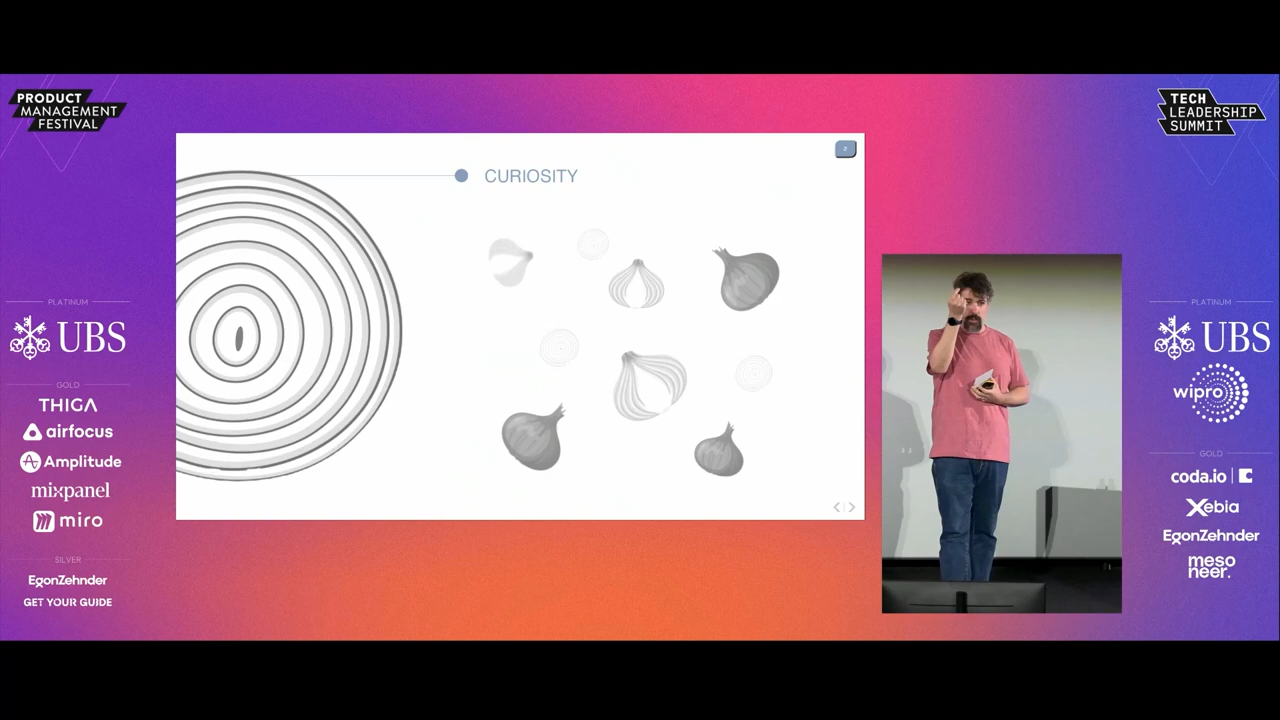 PRODUCT
MANAGEMENT
FESTIVAL
TECH
LEADERSHIP
SUMMIT
2
CURIOSITY
PLATINUM
UBS
GOLD
THIGA
airfocus
Amplitude
mixpanel
miro
SILVER
EgonZehnder
GET YOUR GUIDE
PLATINUM
UBS
wipro
GOLD
coda.io
Xebia
EgonZehnder
meso
neer.